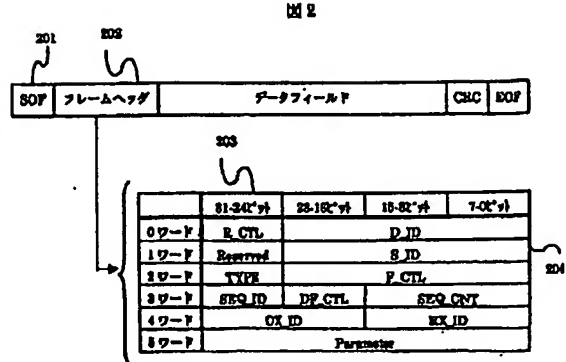 図2
201 202
SOF フレームヘッダ データフィールド CRC EOF
203
31-24ビット 23-16ビット 15-8ビット 7-0ビット
0ワード R_CTL D_ID
1ワード Reserved S_ID
204
2ワード TYPE F_CTL
3ワード SEQ_ID DF_CTL SEQ_CNT
4ワード OX_ID RX_ID
5ワード Parameter